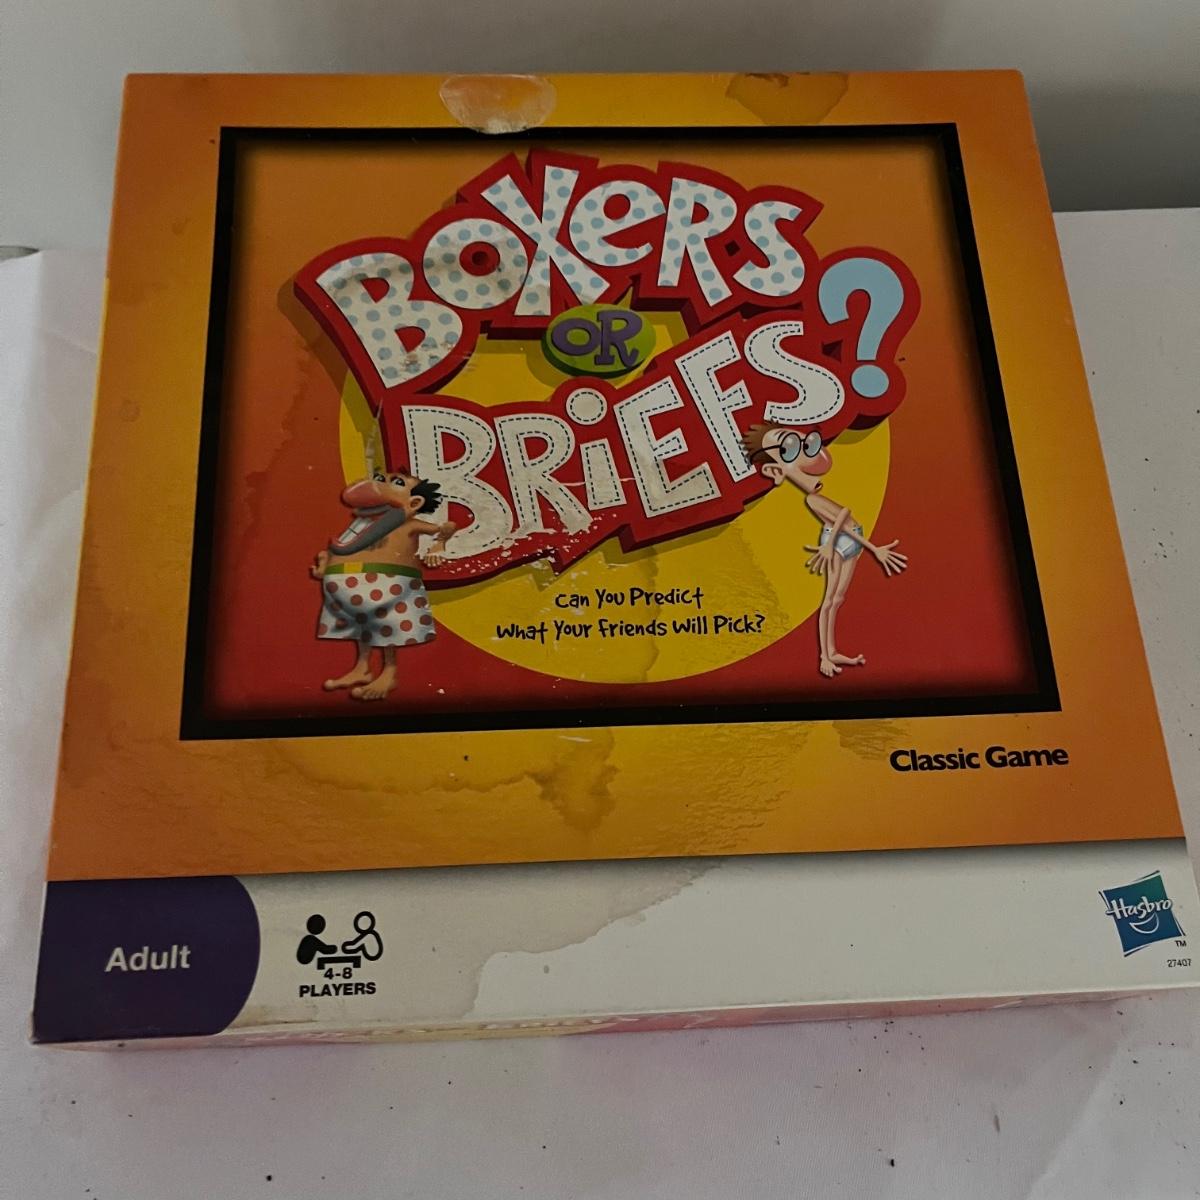 BOXERS
OR
BRIEFS?
Can You Predict
What Your Friends Will Pick?
Classic Game
Adult
4-8
PLAYERS
Hasbro
TM
27407